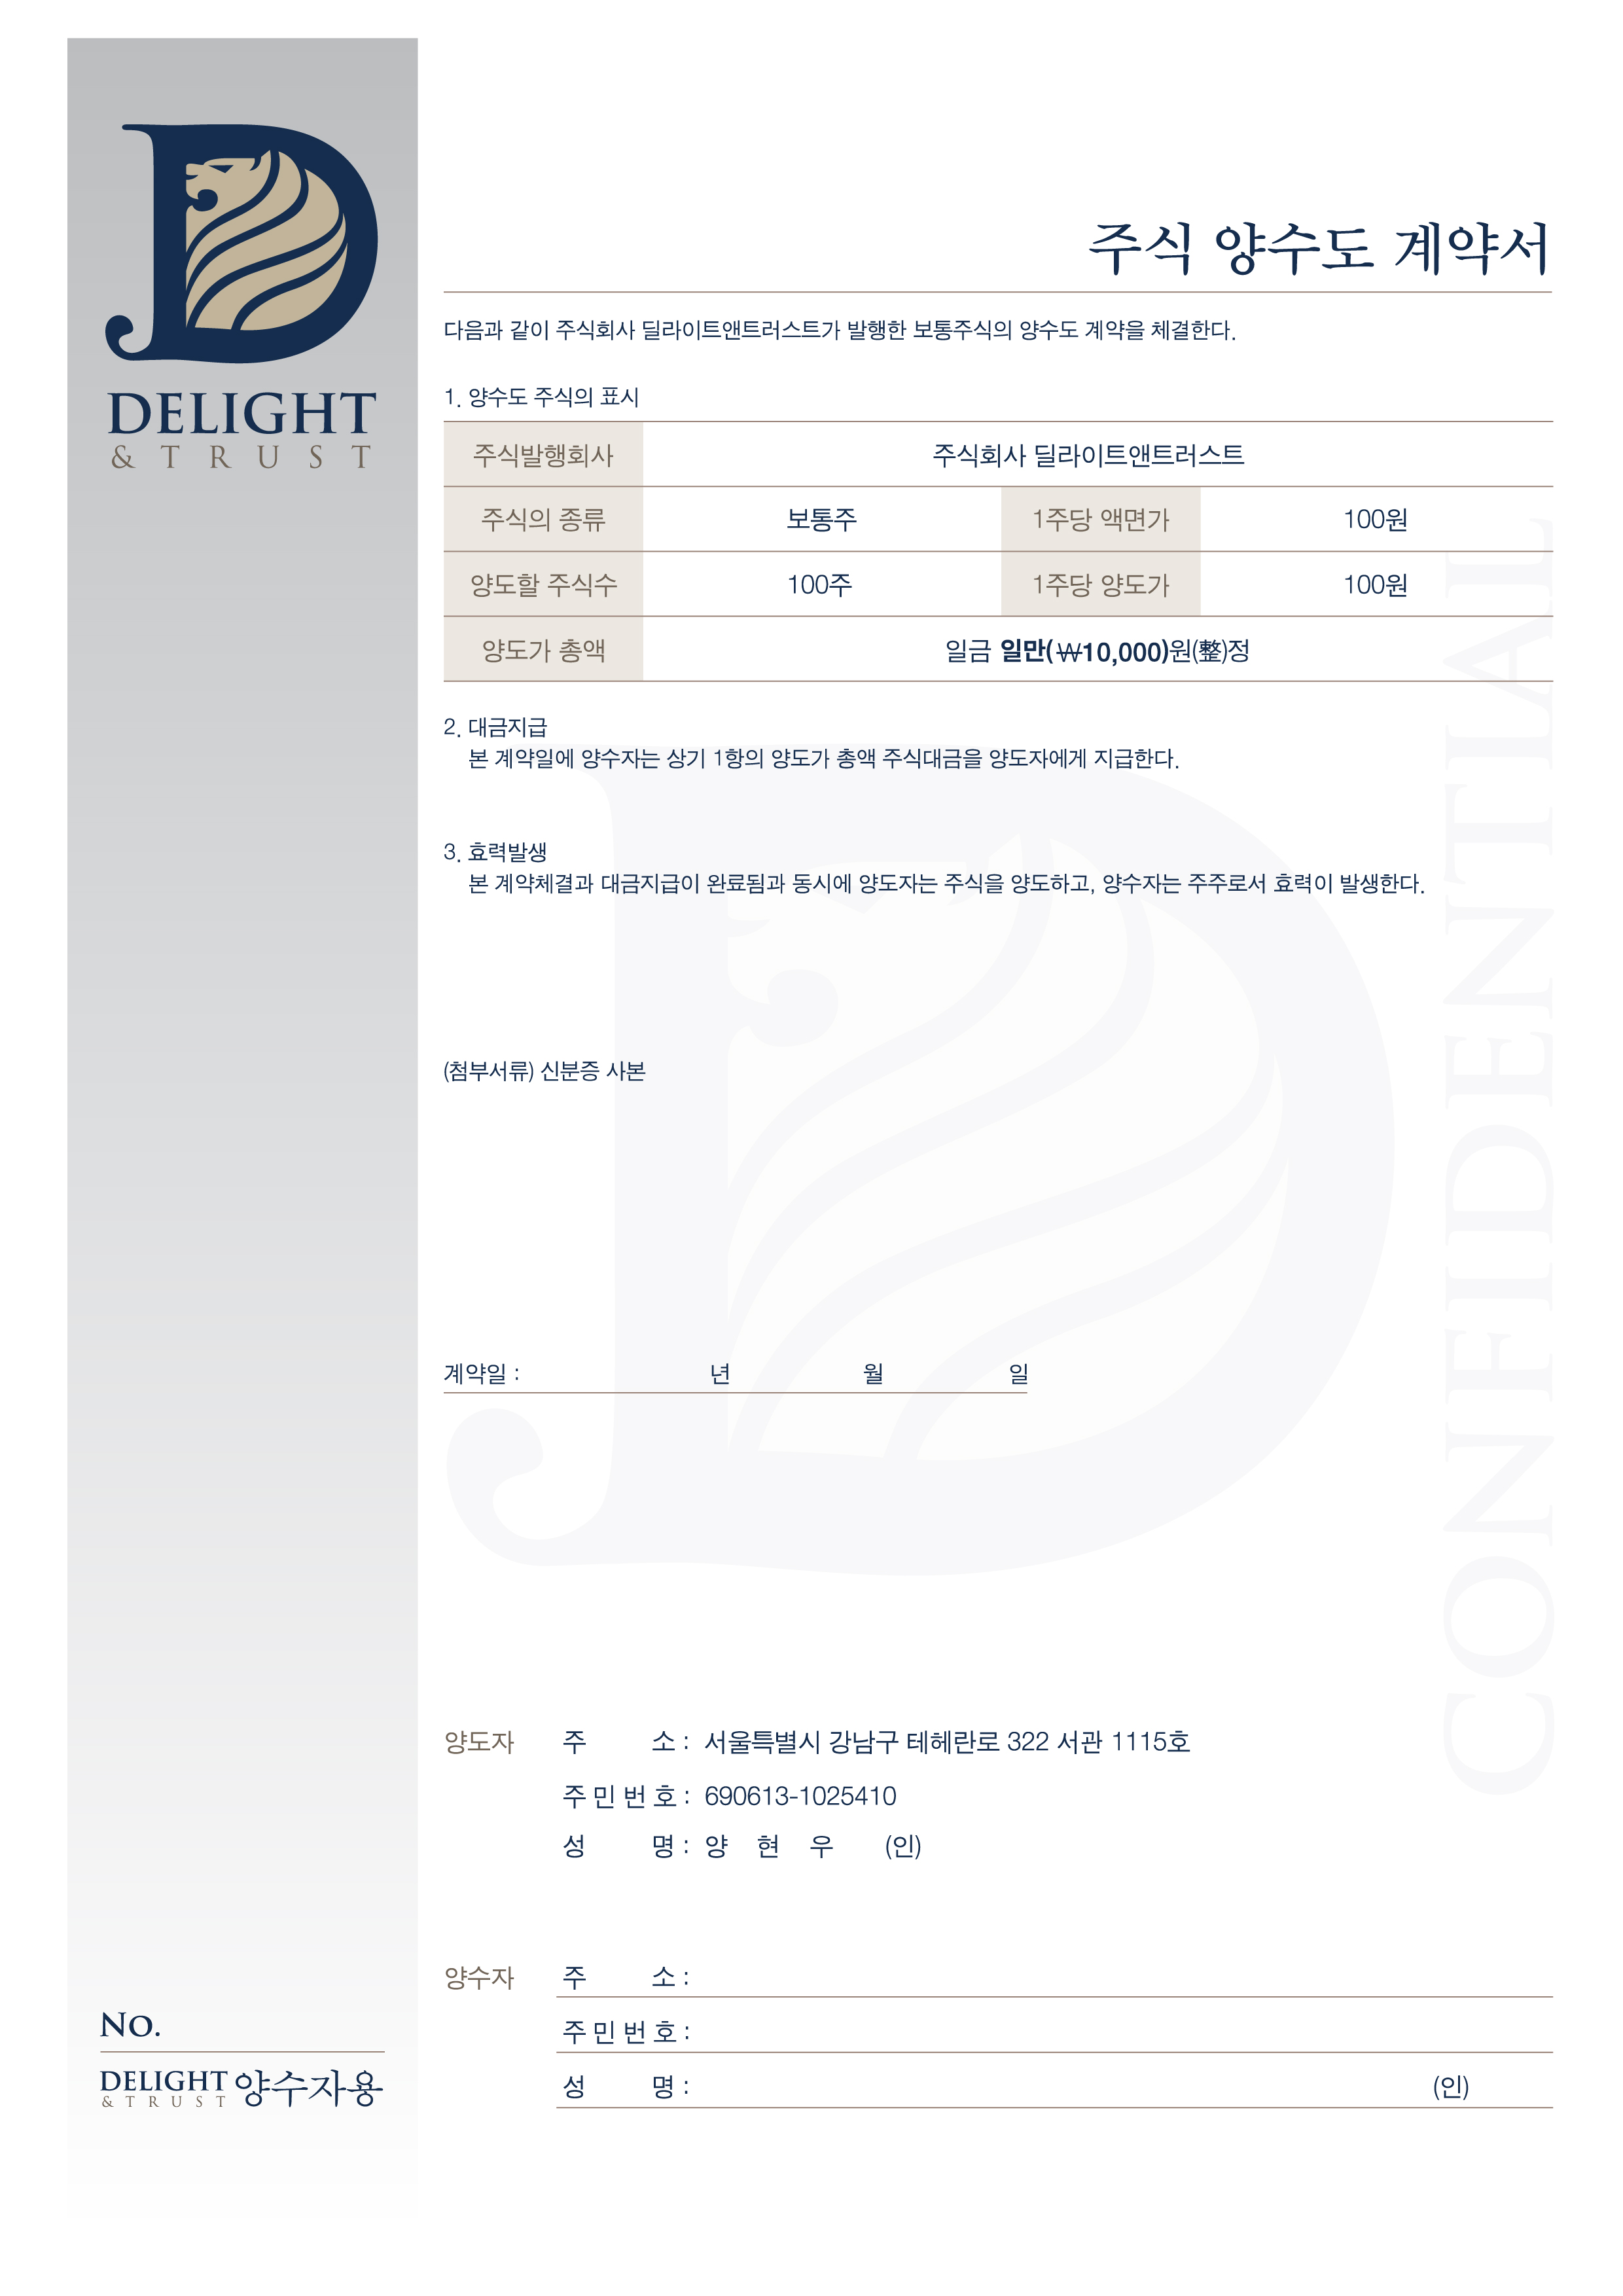 DELIGHT
& TRUST
주식 양수도 계약서
다음과 같이 주식회사 딜라이트앤트러스트가 발행한 보통주식의 양수도 계약을 체결한다.
1. 양수도 주식의 표시
주식발행회사 주식회사 딜라이트앤트러스트
주식의 종류 보통주 1주당 액면가 100원
양도할 주식수 100주 1주당 양도가 100원
양도가 총액 일금 일만(₩10,000)원(整)정
2. 대금지급
본 계약일에 양수자는 상기 1항의 양도가 총액 주식대금을 양도자에게 지급한다.
3. 효력발생
본 계약체결과 대금지급이 완료됨과 동시에 양도자는 주식을 양도하고, 양수자는 주주로서 효력이 발생한다.
(첨부서류) 신분증 사본
계약일 : 년 월 일
양도자 주 소 : 서울특별시 강남구 테헤란로 322 서관 1115호
주민번호 : 690613-1025410
성 명 : 양 현 우 (인)
양수자 주 소 :
주민번호 :
성 명 : (인)
No.
DELIGHT & TRUST 양수자용
CONFIDENTIAL